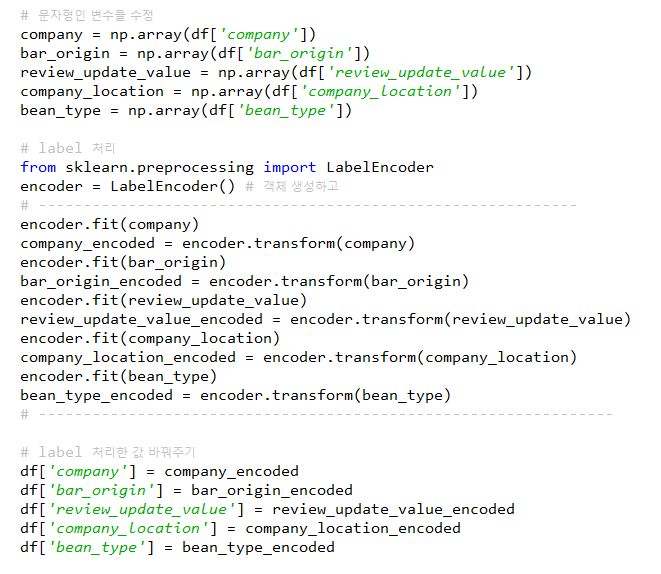 # 문자형인 변수들 수정
company = np.array(df['company'])
bar_origin = np.array(df['bar_origin'])
review_update_value = np.array(df['review_update_value'])
company_location = np.array(df['company_location'])
bean_type = np.array(df['bean_type'])
# label 처리
from sklearn.preprocessing import LabelEncoder
encoder = LabelEncoder() # 객체 생성하고
# ------------------------------------------------------------
encoder.fit(company)
company_encoded = encoder.transform(company)
encoder.fit(bar_origin)
bar_origin_encoded = encoder.transform(bar_origin)
encoder.fit(review_update_value)
review_update_value_encoded = encoder.transform(review_update_value)
encoder.fit(company_location)
company_location_encoded = encoder.transform(company_location)
encoder.fit(bean_type)
bean_type_encoded = encoder.transform(bean_type)
# ----------------------------------------------------------------
# label 처리한 값 바꿔주기
df['company'] = company_encoded
df['bar_origin'] = bar_origin_encoded
df['review_update_value'] = review_update_value_encoded
df['company_location'] = company_location_encoded
df['bean_type'] = bean_type_encoded